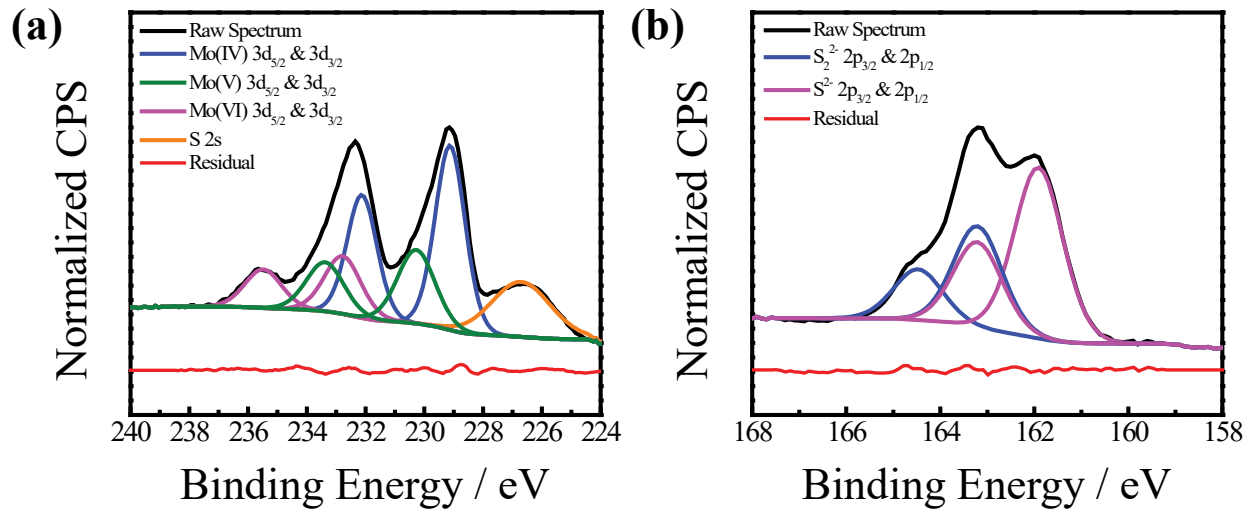 (a)
Raw Spectrum
Mo(IV) 3d5/2 & 3d3/2
Mo(V) 3d5/2 & 3d3/2
Mo(VI) 3d5/2 & 3d3/2
S 2s
Residual
Normalized CPS
240 238 236 234 232 230 228 226 224
Binding Energy / eV
(b)
Raw Spectrum
S2 2- 2p3/2 & 2p1/2
S2- 2p3/2 & 2p1/2
Residual
Normalized CPS
168 166 164 162 160 158
Binding Energy / eV